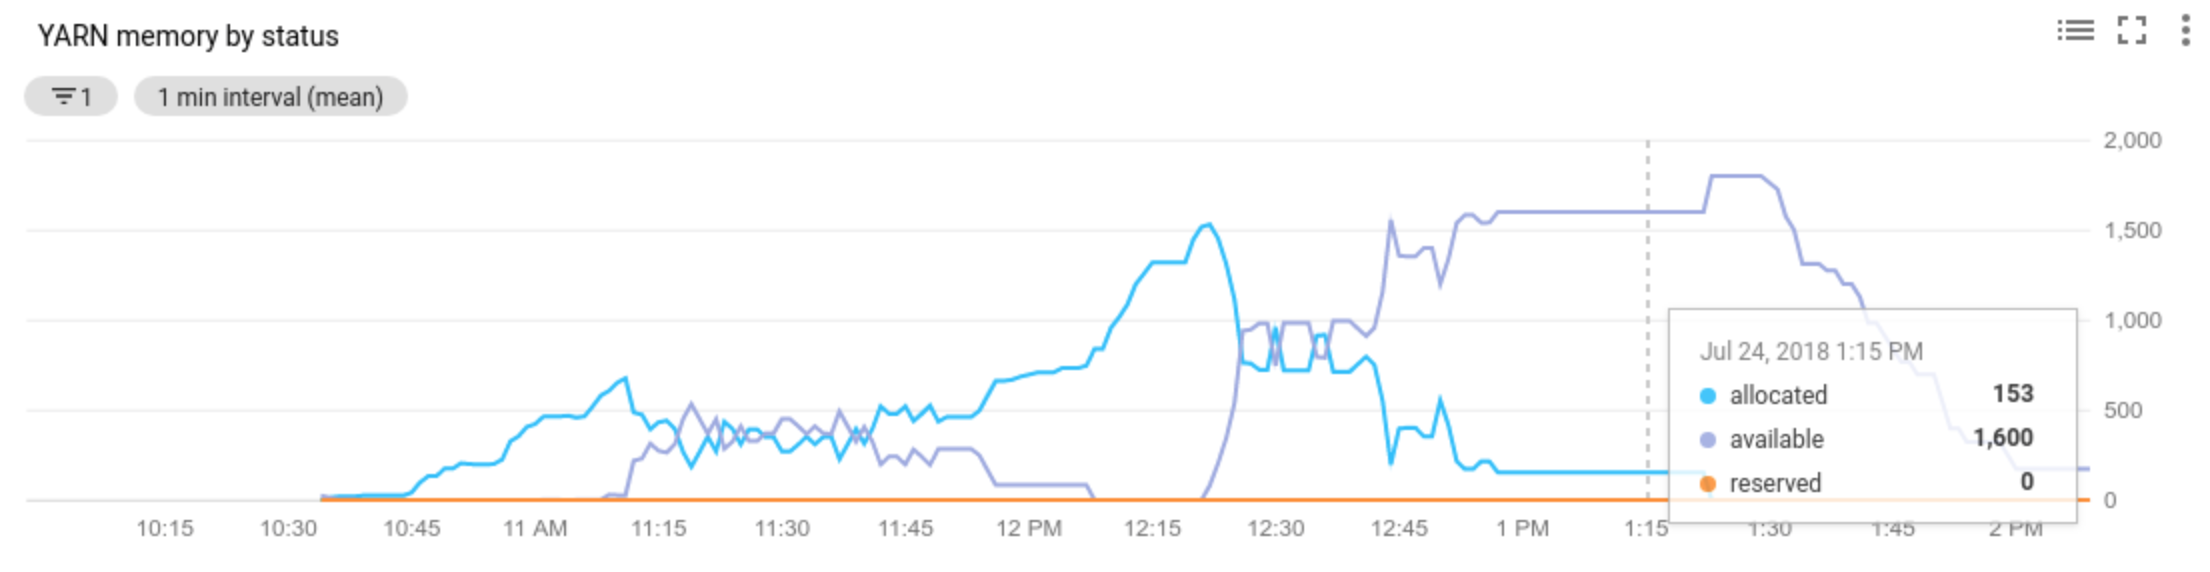 YARN memory by status
1
1 min interval (mean)
2,000
1,500
1,000
500
0
Jul 24, 2018 1:15 PM
allocated 153
available 1,600
reserved 0
10:15 10:30 10:45 11 AM 11:15 11:30 11:45 12 PM 12:15 12:30 12:45 1 PM 1:15 1:30 1:45 2 PM